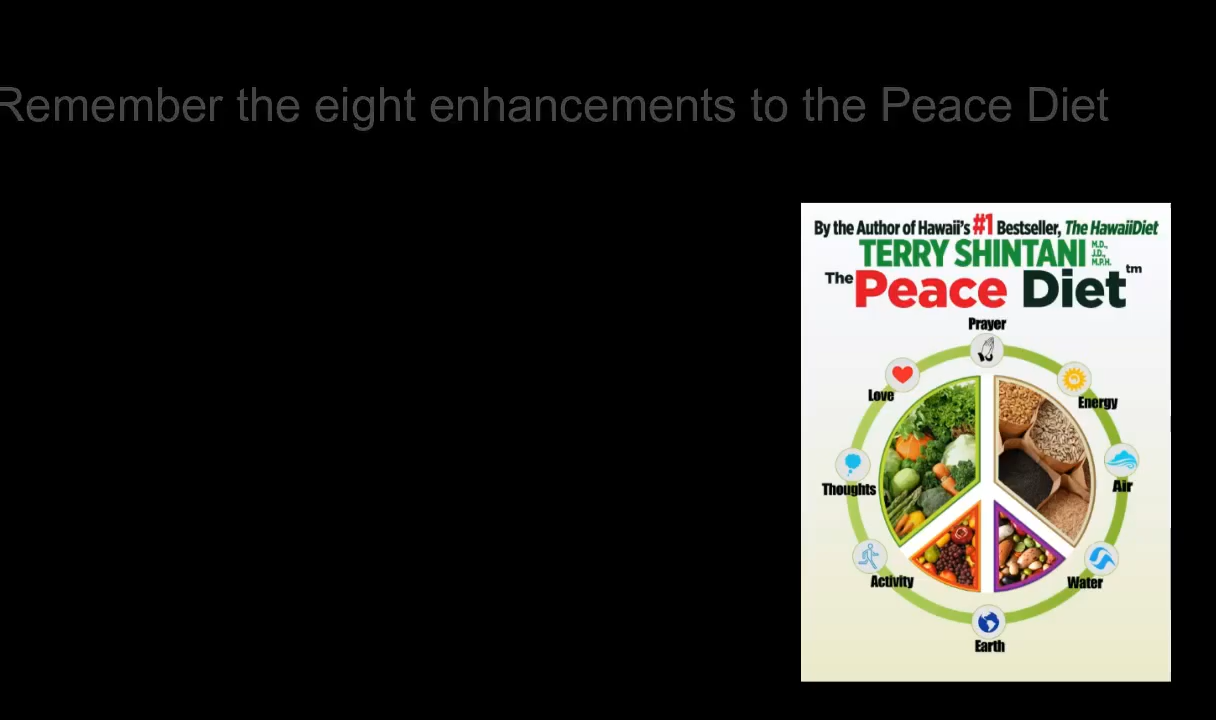 Remember the eight enhancements to the Peace Diet
By the Author of Hawaii's #1 Bestseller, The HawaiiDiet
TERRY SHINTANI M.D., J.D., M.P.H.
The Peace Diet tm
Prayer
Love
Energy
Thoughts
Air
Activity
Water
Earth